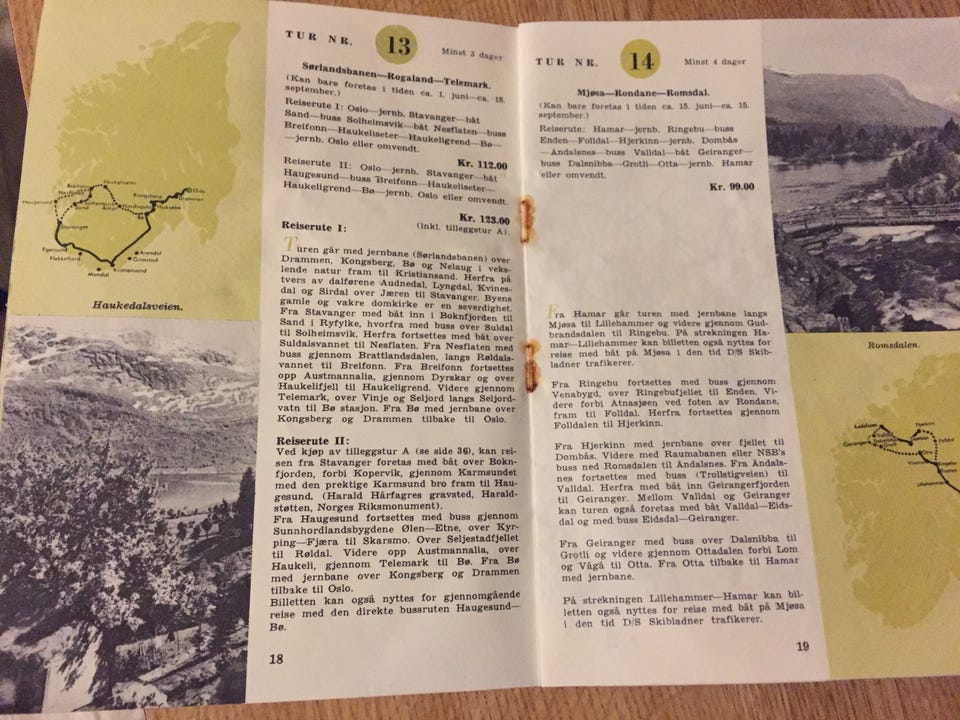 TUR NR. 13 Minst 3 dager
Sørlandsbanen—Rogaland—Telemark.
(Kan bare foretas i tiden ca. 1. juni—ca. 15.
september.)
Reiserute I: Oslo—jernb. Stavanger—båt
Sand—buss Solheimsvik—båt Nesflaten—buss
Breifonn—Haukeliseter—Haukeligrend—Bø—
—jernb. Oslo eller omvendt.
Kr. 112.00
Reiserute II: Oslo—jernb. Stavanger—båt
Haugesund—buss Breifonn—Haukeliseter—
Haukeligrend—Bø—jernb. Oslo eller omvendt.
Kr. 123.00
(inkl. tilleggstur A).
Reiserute I:
Turen går med jernbane (Sørlandsbanen) over
Drammen, Kongsberg, Bø og Nelaug i veks-
lende natur fram til Kristiansand. Herfra på
tvers av dalførene Audnedal, Lyngdal, Kvines-
dal og Sirdal over Jæren til Stavanger. Byens
gamle og vakre domkirke er en severdighet.
Fra Stavanger med båt inn i Boknfjorden til
Sand i Ryfylke, hvorfra med buss over Suldal
til Solheimsvik. Herfra fortsettes med båt over
Suldalsvannet til Nesflaten. Fra Nesflaten med
buss gjennom Brattlandsdalen, langs Røldals-
vannet til Breifonn. Fra Breifonn fortsettes
opp Austmannalia, gjennom Dyrskar og over
Haukelifjell til Haukeligrend. Videre gjennom
Telemark, over Vinje og Seljord langs Seljord-
vatn til Bø stasjon. Fra Bø med jernbane over
Kongsberg og Drammen tilbake til Oslo.
Reiserute II:
Ved kjøp av tilleggstur A (se side 36), kan rei-
sen fra Stavanger foretas med båt over Bokn-
fjorden, forbi Kopervik, gjennom Karmsundet
med den prektige Karmsund bro fram til Hau-
gesund. (Harald Hårfagres gravsted, Harald-
støtten, Norges Riksmonument).
Fra Haugesund fortsettes med buss gjennom
Sunnhordlandsbygdene Ølen—Etne, over Kyr-
ping—Fjæra til Skarsmo. Over Seljestadfjellet
til Røldal. Videre opp Austmannalia, over
Haukeli, gjennom Telemark til Bø. Fra Bø
med jernbane over Kongsberg og Drammen
tilbake til Oslo.
Billetten kan også nyttes for gjennomgående
reise med den direkte bussruten Haugesund—
Bø.
18
Haukeliseter
Oslo
Drammen
Kongsberg
Haugesund
Sand
Stavanger
Egersund
Flekkefjord
Mandal
Kristiansand
Grimstad
Arendal
Haukedalsveien.
TUR NR. 14 Minst 4 dager
Mjøsa—Rondane—Romsdal.
(Kan bare foretas i tiden ca. 15. juni—ca. 15.
september.)
Reiserute: Hamar—jernb. Ringebu—buss
Enden—Folldal—Hjerkinn—jernb. Dombås
—Åndalsnes—buss Valldal—båt Geiranger—
buss Dalsnibba—Grotli—Otta—jernb. Hamar
eller omvendt.
Kr. 99.00
Fra Hamar går turen med jernbane langs
Mjøsa til Lillehammer og videre gjennom Gud-
brandsdalen til Ringebu. På strekningen Ha-
mar—Lillehammer kan billetten også nyttes for
reise med båt på Mjøsa i den tid D/S Skib-
ladner trafikerer.
Fra Ringebu fortsettes med buss gjennom
Venabygd, over Ringebufjellet til Enden. Vi-
dere forbi Atnasjøen ved foten av Rondane,
fram til Folldal. Herfra fortsettes gjennom
Folldalen til Hjerkinn.
Fra Hjerkinn med jernbane over fjellet til
Dombås. Videre med Raumabanen eller NSB's
buss ned Romsdalen til Åndalsnes. Fra Åndals-
nes fortsettes med buss (Trollstigveien) til
Valldal. Herfra med båt inn Geirangerfjorden
til Geiranger. Mellom Valldal og Geiranger
kan turen også foretas med båt Valldal—Eids-
dal og med buss Eidsdal—Geiranger.
Fra Geiranger med buss over Dalsnibba til
Grotli og videre gjennom Ottadalen forbi Lom
og Vågå til Otta. Fra Otta tilbake til Hamar
med jernbane.
På strekningen Lillehammer—Hamar kan bil-
letten også nyttes for reise med båt på Mjøsa
i den tid D/S Skibladner trafikerer.
19
Romsdalen.
Hjerkinn
Valldal
Geiranger
Folldal
Ringebu